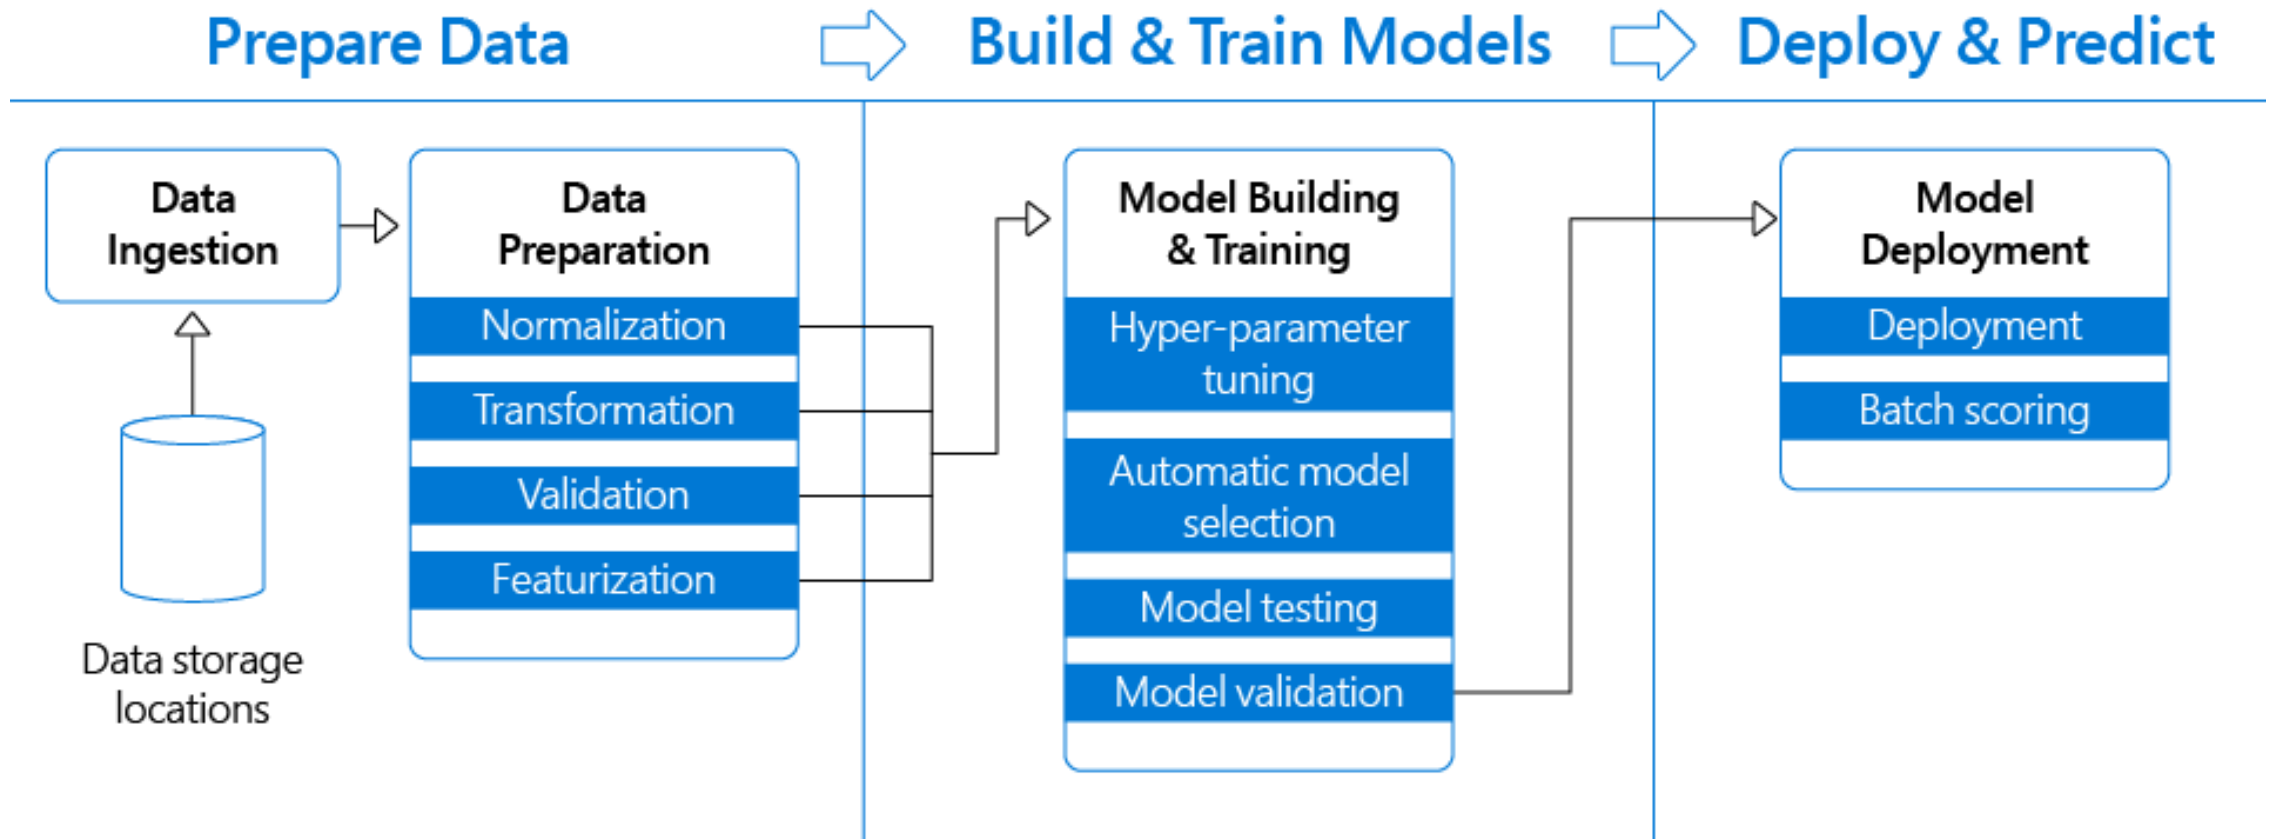 Prepare Data
Build & Train Models
Deploy & Predict
Data
Ingestion
Data storage
locations
Data
Preparation
Normalization
Transformation
Validation
Featurization
Model Building
& Training
Hyper-parameter
tuning
Automatic model
selection
Model testing
Model validation
Model
Deployment
Deployment
Batch scoring